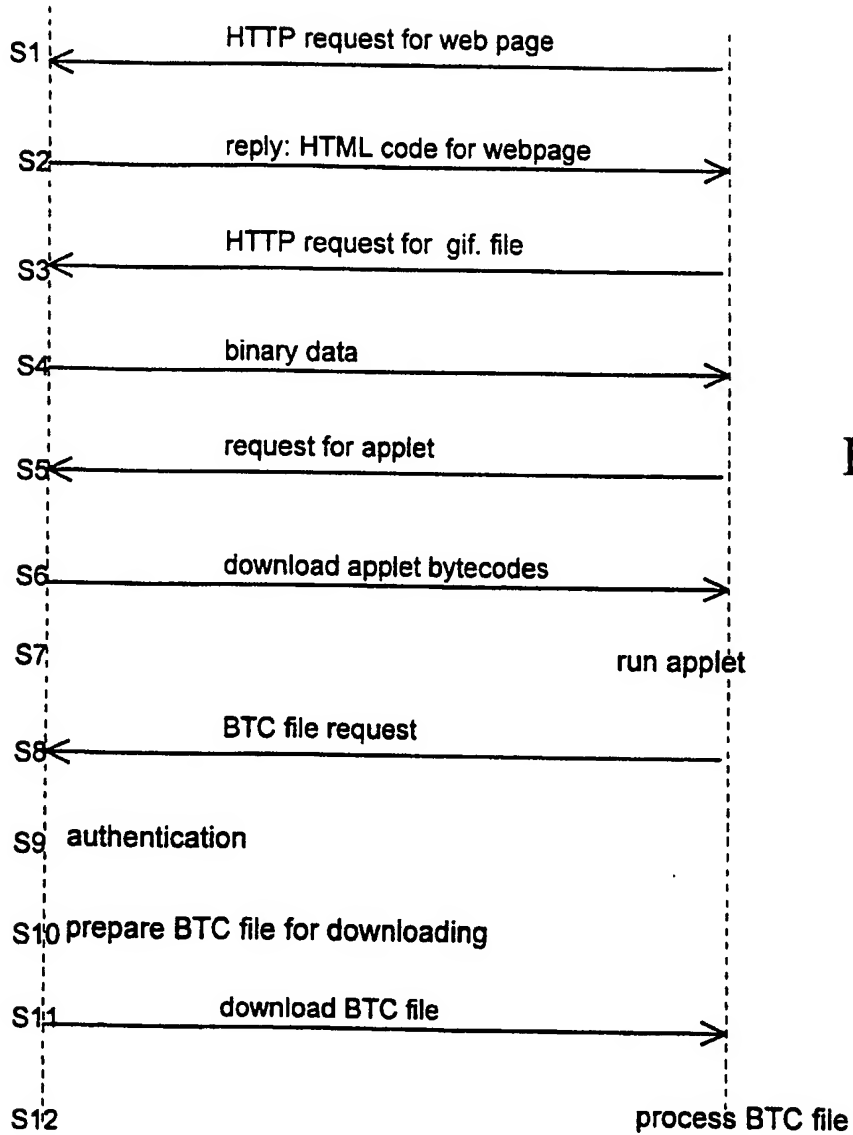 S1 HTTP request for web page
S2 reply: HTML code for webpage
S3 HTTP request for gif. file
S4 binary data
S5 request for applet
S6 download applet bytecodes
S7 run applet
S8 BTC file request
S9 authentication
S10 prepare BTC file for downloading
S11 download BTC file
S12 process BTC file